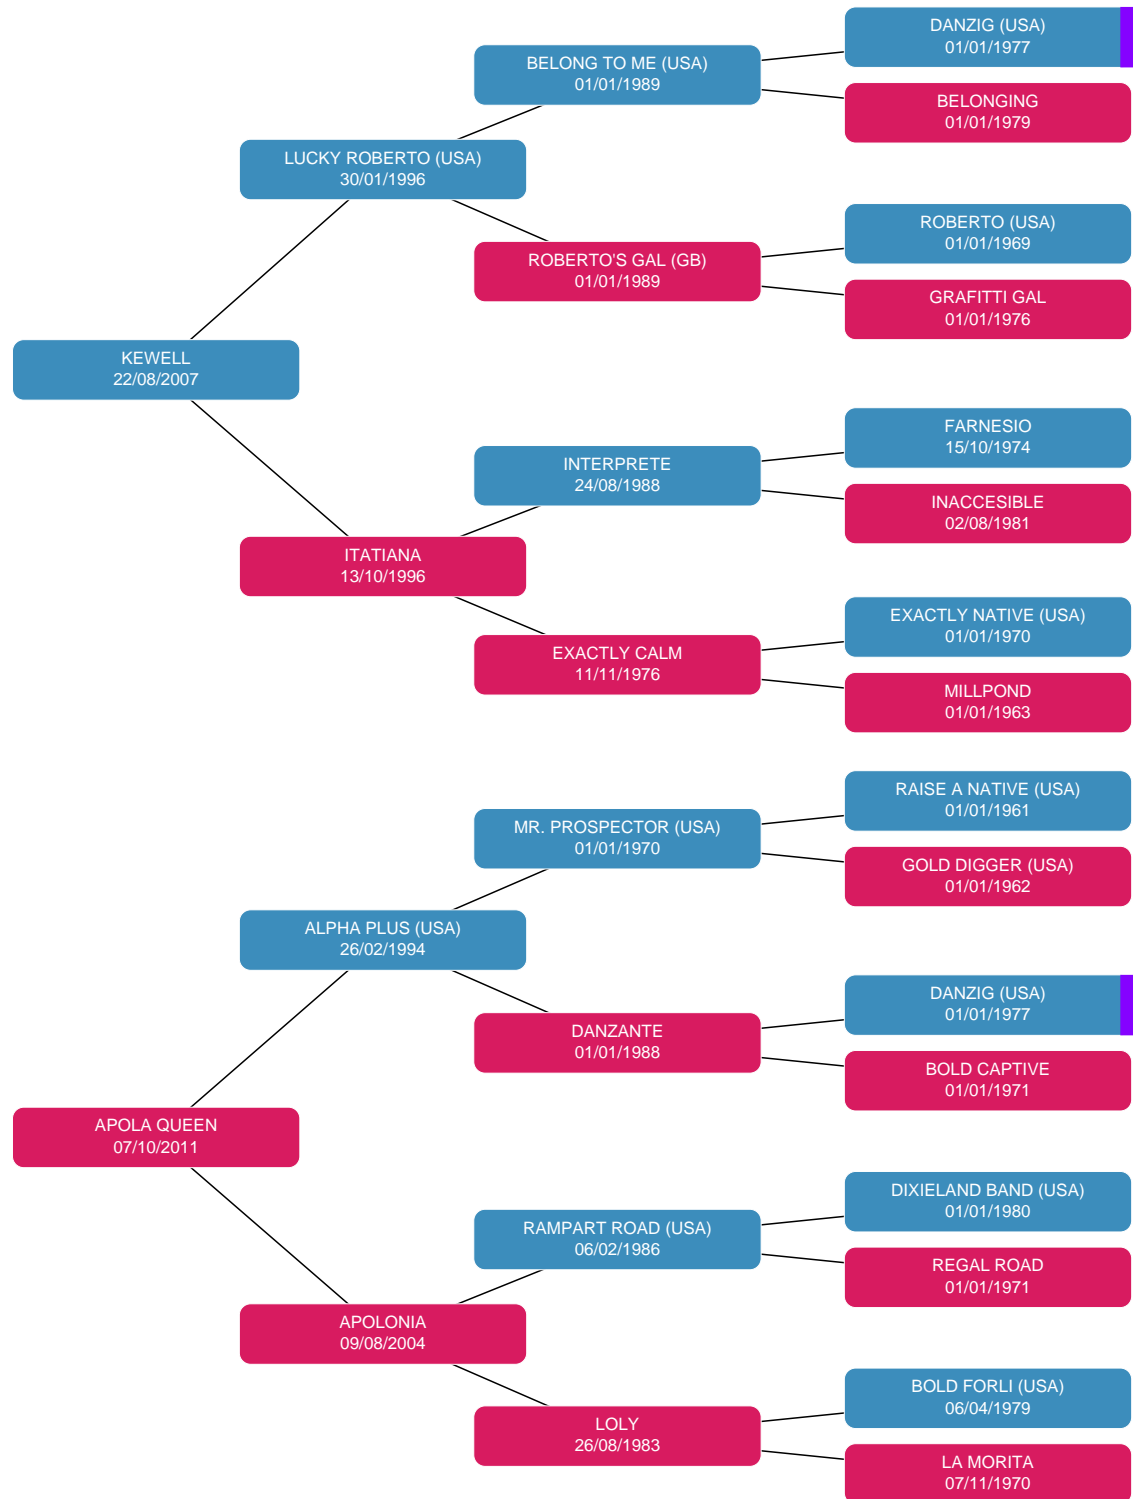 DANZIG (USA)
01/01/1977
BELONG TO ME (USA)
01/01/1989
BELONGING
01/01/1979
LUCKY ROBERTO (USA)
30/01/1996
ROBERTO (USA)
01/01/1969
ROBERTO'S GAL (GB)
01/01/1989
GRAFITTI GAL
01/01/1976
KEWELL
22/08/2007
FARNESIO
15/10/1974
INTERPRETE
24/08/1988
INACCESIBLE
02/08/1981
ITATIANA
13/10/1996
EXACTLY NATIVE (USA)
01/01/1970
EXACTLY CALM
11/11/1976
MILLPOND
01/01/1963
RAISE A NATIVE (USA)
01/01/1961
MR. PROSPECTOR (USA)
01/01/1970
GOLD DIGGER (USA)
01/01/1962
ALPHA PLUS (USA)
26/02/1994
DANZIG (USA)
01/01/1977
DANZANTE
01/01/1988
BOLD CAPTIVE
01/01/1971
APOLA QUEEN
07/10/2011
DIXIELAND BAND (USA)
01/01/1980
RAMPART ROAD (USA)
06/02/1986
REGAL ROAD
01/01/1971
APOLONIA
09/08/2004
BOLD FORLI (USA)
06/04/1979
LOLY
26/08/1983
LA MORITA
07/11/1970